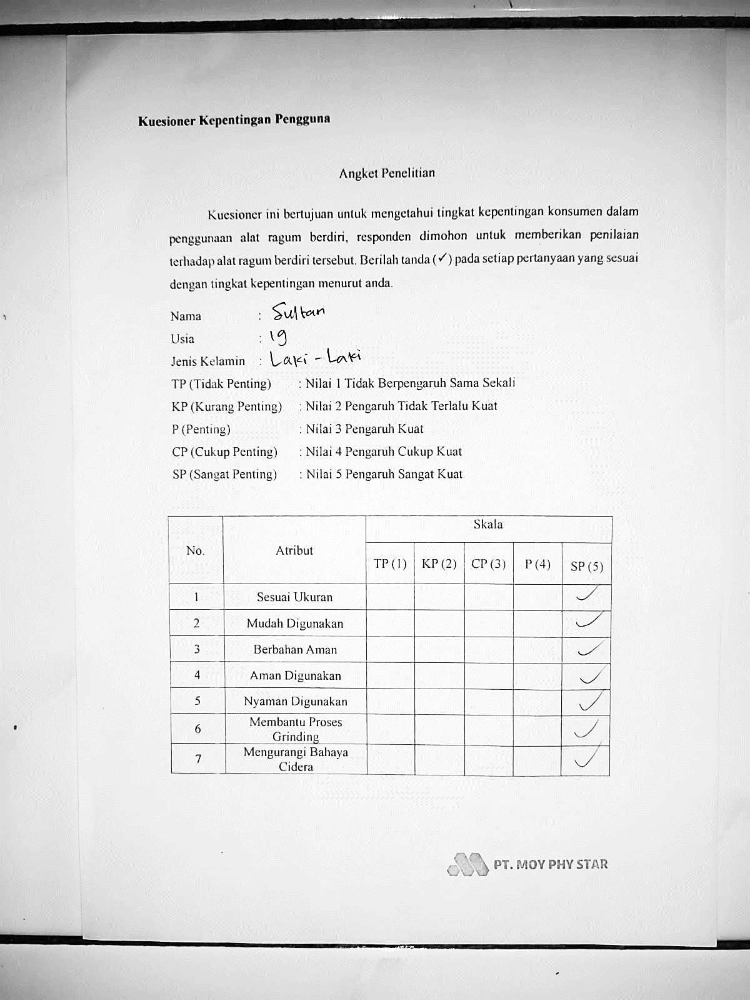 Kuesioner Kepentingan Pengguna
Angket Penelitian
Kuesioner ini bertujuan untuk mengetahui tingkat kepentingan konsumen dalam
penggunaan alat ragum berdiri, responden dimohon untuk memberikan penilaian
terhadap alat ragum berdiri tersebut. Berilah tanda (✓) pada setiap pertanyaan yang sesuai
dengan tingkat kepentingan menurut anda.
Nama : Sultan
Usia : 19
Jenis Kelamin : Laki - Laki
TP (Tidak Penting) : Nilai 1 Tidak Berpengaruh Sama Sekali
KP (Kurang Penting) : Nilai 2 Pengaruh Tidak Terlalu Kuat
P (Penting) : Nilai 3 Pengaruh Kuat
CP (Cukup Penting) : Nilai 4 Pengaruh Cukup Kuat
SP (Sangat Penting) : Nilai 5 Pengaruh Sangat Kuat
No. Atribut Skala
TP (1) KP (2) CP (3) P (4) SP (5)
1 Sesuai Ukuran ✓
2 Mudah Digunakan ✓
3 Berbahan Aman ✓
4 Aman Digunakan ✓
5 Nyaman Digunakan ✓
6 Membantu Proses
Grinding ✓
7 Mengurangi Bahaya
Cidera ✓
PT. MOY PHY STAR